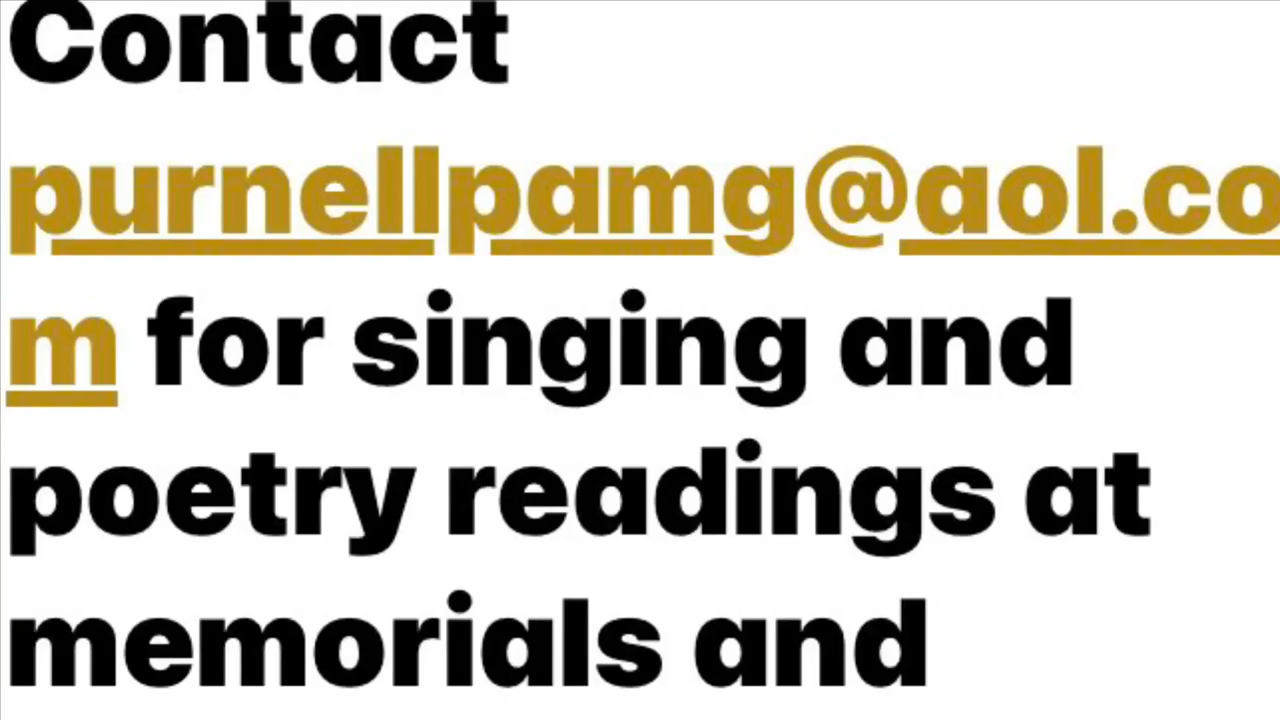 Contact
purnellpamg@aol.co
m for singing and
poetry readings at
memorials and